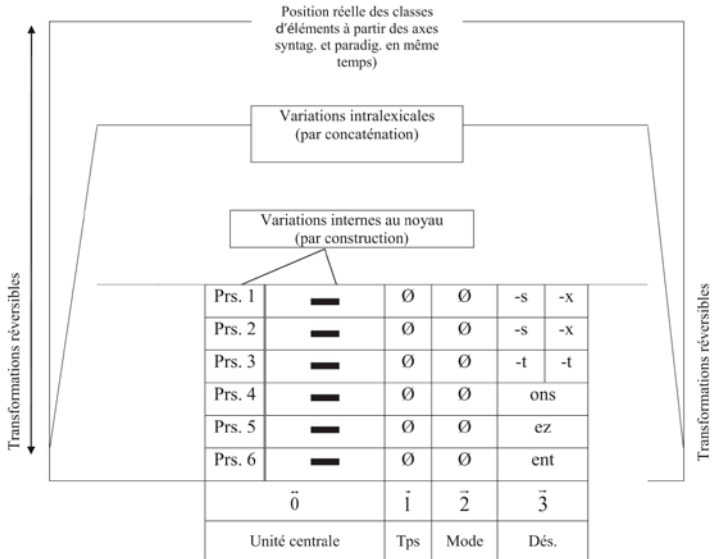 Position réelle des classes
d'éléments à partir des axes
syntag. et paradig. en même
temps)
Variations intralexicales
(par concaténation)
Variations internes au noyau
(par construction)
Transformations réversibles
Transformations réversibles
Prs. 1 Ø Ø -s -x
Prs. 2 Ø Ø -s -x
Prs. 3 Ø Ø -t -t
Prs. 4 Ø Ø ons
Prs. 5 Ø Ø ez
Prs. 6 Ø Ø ent
0 1 2 3
Unité centrale Tps Mode Dés.